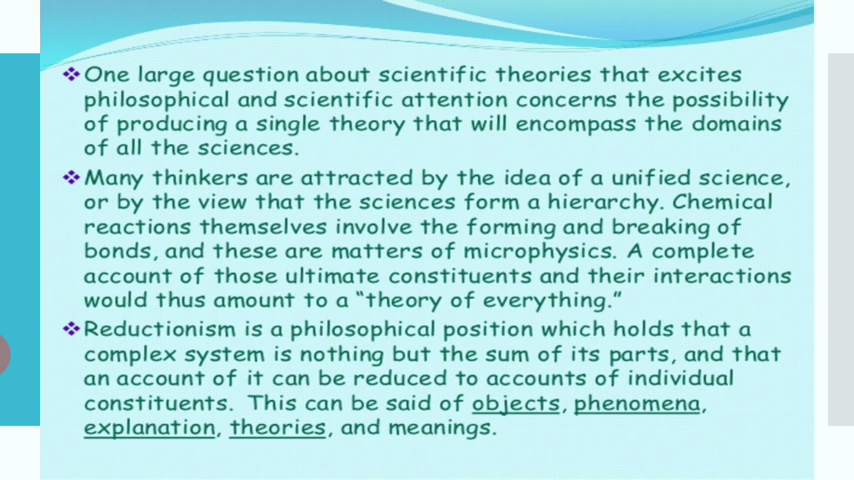 ❖One large question about scientific theories that excites
philosophical and scientific attention concerns the possibility
of producing a single theory that will encompass the domains
of all the sciences.
❖Many thinkers are attracted by the idea of a unified science,
or by the view that the sciences form a hierarchy. Chemical
reactions themselves involve the forming and breaking of
bonds, and these are matters of microphysics. A complete
account of those ultimate constituents and their interactions
would thus amount to a “theory of everything.”
❖Reductionism is a philosophical position which holds that a
complex system is nothing but the sum of its parts, and that
an account of it can be reduced to accounts of individual
constituents. This can be said of objects, phenomena,
explanation, theories, and meanings.